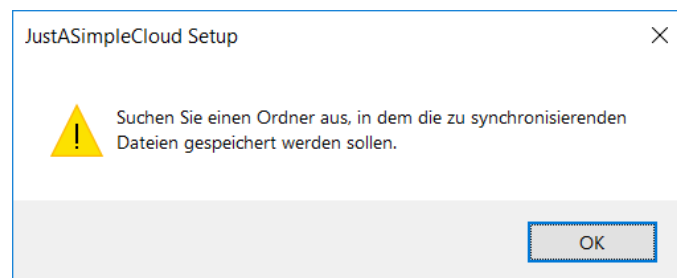 JustASimpleCloud Setup
Suchen Sie einen Ordner aus, in dem die zu synchronisierenden
Dateien gespeichert werden sollen.
OK